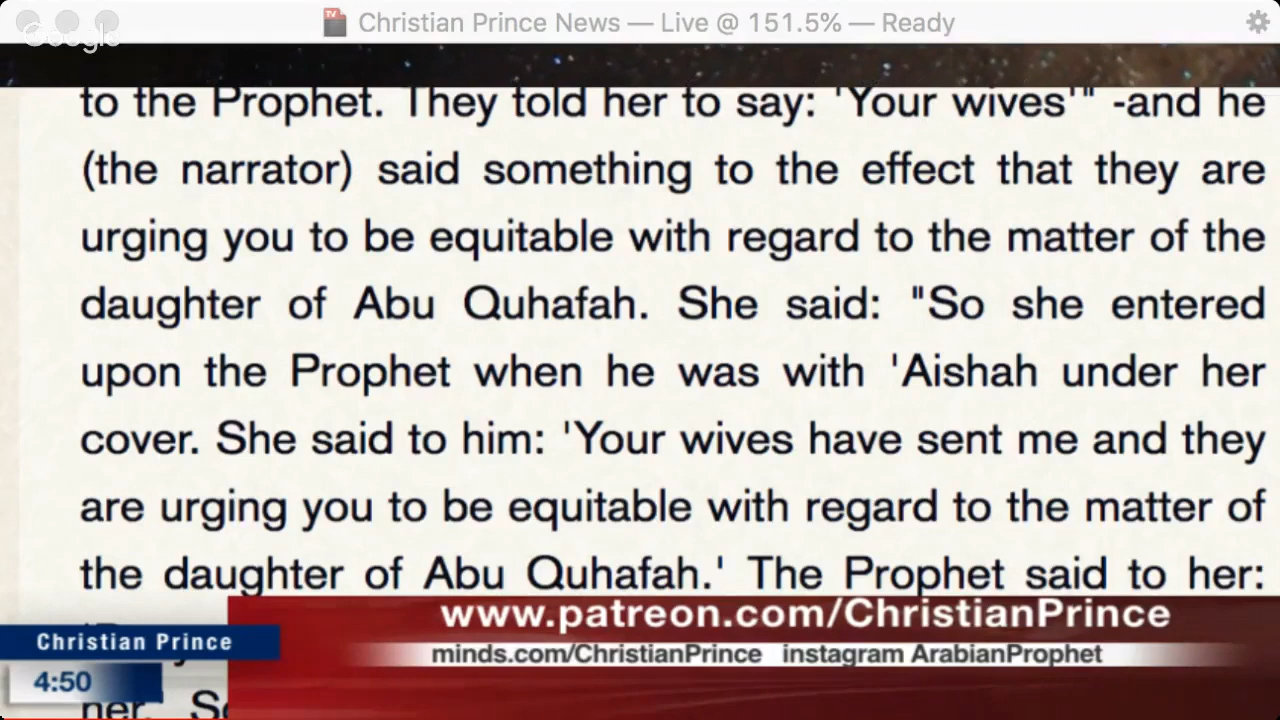 Christian Prince News — Live @ 151.5% — Ready
Google
to the Prophet. They told her to say: 'Your wives'" -and he
(the narrator) said something to the effect that they are
urging you to be equitable with regard to the matter of the
daughter of Abu Quhafah. She said: "So she entered
upon the Prophet when he was with 'Aishah under her
cover. She said to him: 'Your wives have sent me and they
are urging you to be equitable with regard to the matter of
the daughter of Abu Quhafah.' The Prophet said to her:
her.
www.patreon.com/ChristianPrince
Christian Prince
minds.com/ChristianPrince instagram ArabianProphet
4:50